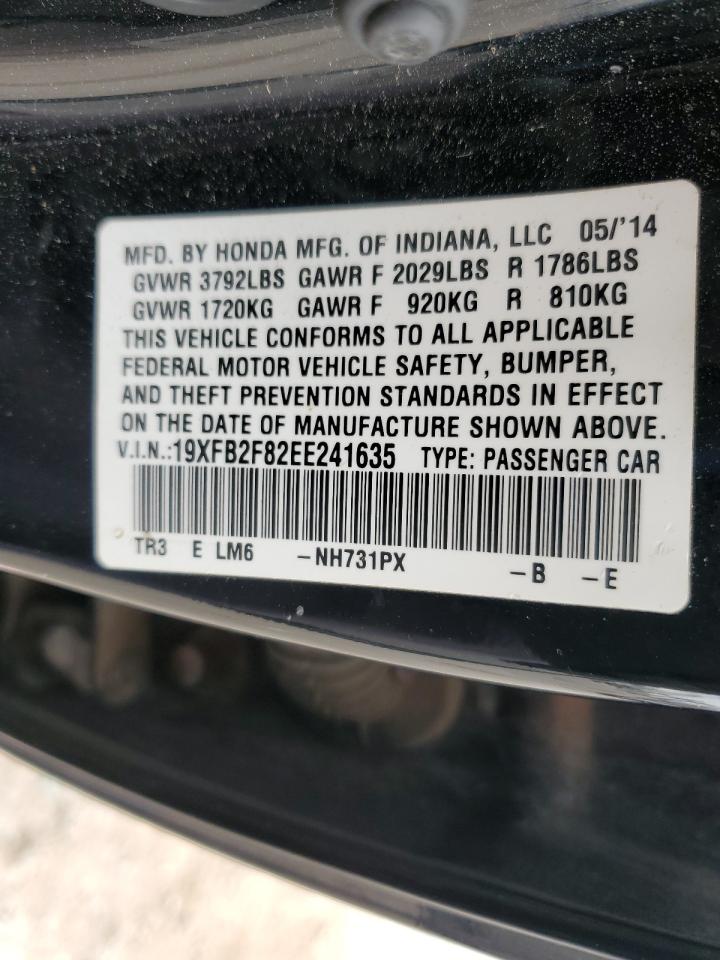 MFD. BY HONDA MFG. OF INDIANA, LLC 05/'14
GVWR 3792LBS GAWR F 2029LBS R 1786LBS
GVWR 1720KG GAWR F 920KG R 810KG
THIS VEHICLE CONFORMS TO ALL APPLICABLE
FEDERAL MOTOR VEHICLE SAFETY, BUMPER,
AND THEFT PREVENTION STANDARDS IN EFFECT
ON THE DATE OF MANUFACTURE SHOWN ABOVE.
V.I.N.:19XFB2F82EE241635 TYPE: PASSENGER CAR
TR3 E LM6 -NH731PX -B -E